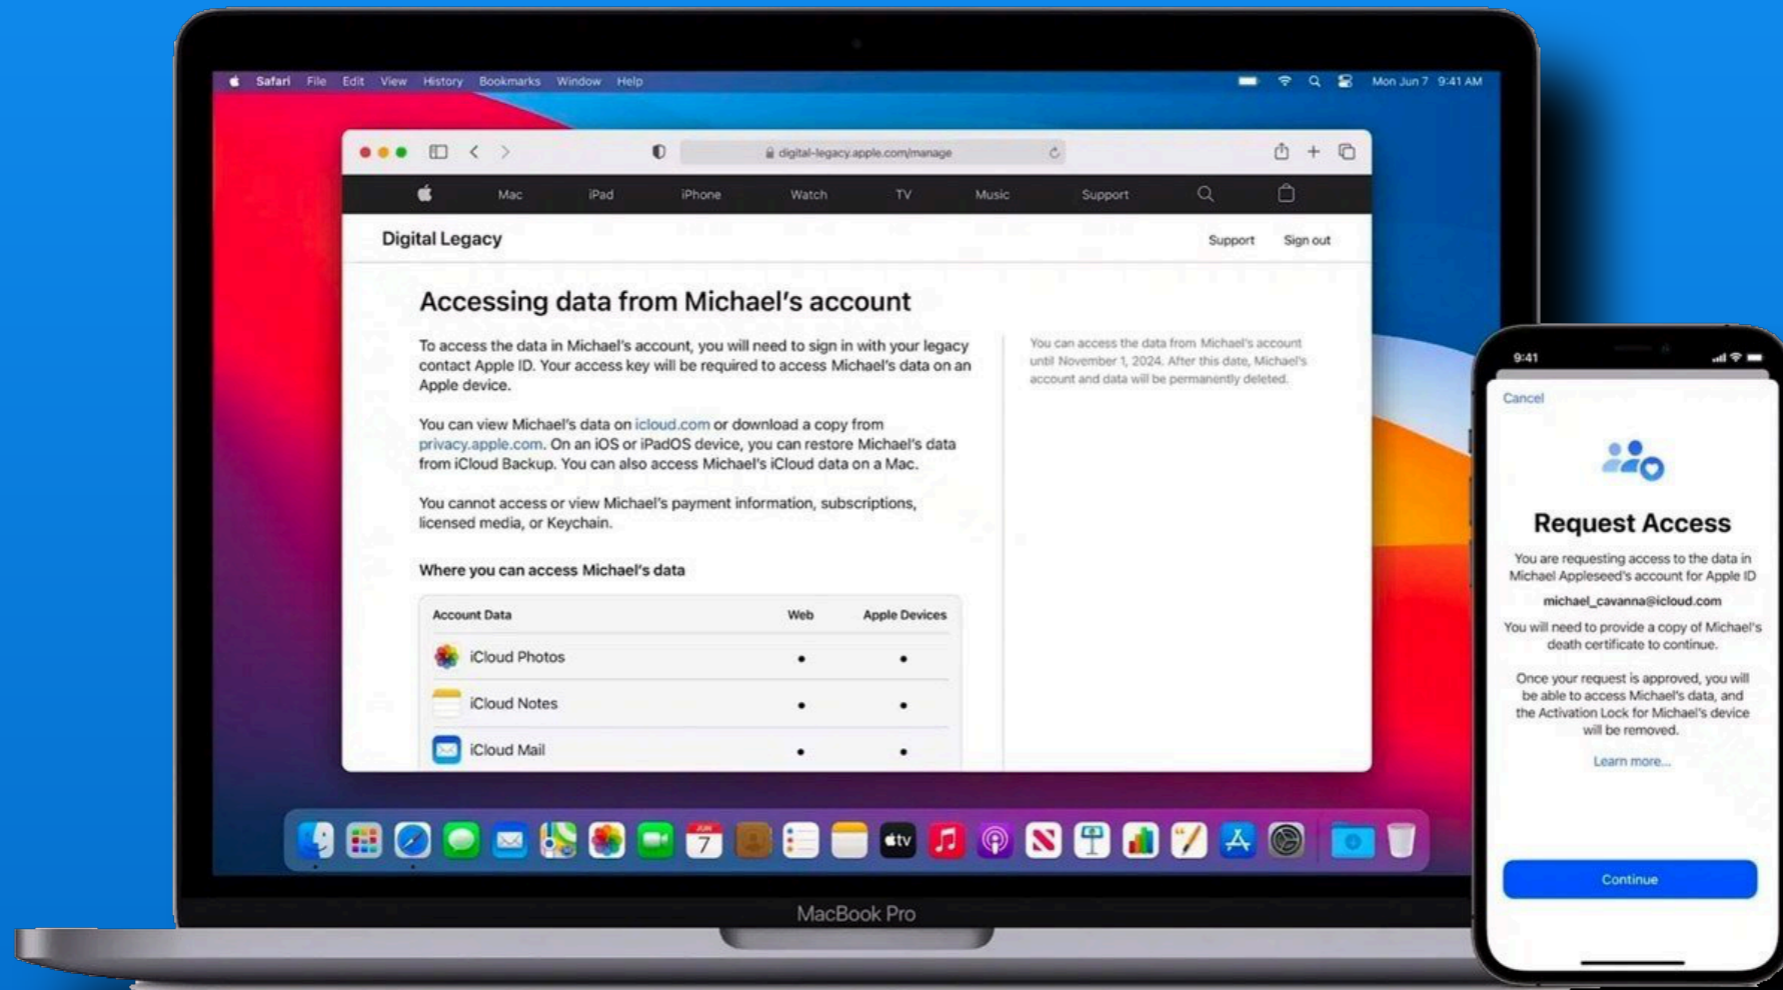 Safari File Edit View History Bookmarks Window Help
Mon Jun 7 9:41 AM
digital-legacy.apple.com/manage
Mac iPad iPhone Watch TV Music Support
Digital Legacy
Support Sign out
Accessing data from Michael's account
To access the data in Michael's account, you will need to sign in with your legacy
contact Apple ID. Your access key will be required to access Michael's data on an
Apple device.
You can view Michael's data on icloud.com or download a copy from
privacy.apple.com. On an iOS or iPadOS device, you can restore Michael's data
from iCloud Backup. You can also access Michael's iCloud data on a Mac.
You cannot access or view Michael's payment information, subscriptions,
licensed media, or Keychain.
Where you can access Michael's data
Account Data Web Apple Devices
iCloud Photos
iCloud Notes
iCloud Mail
You can access the data from Michael's account
until November 1, 2024. After this date, Michael's
account and data will be permanently deleted.
JUN
7
tv
MacBook Pro
9:41
Cancel
Request Access
You are requesting access to the data in
Michael Appleseed's account for Apple ID
michael_cavanna@icloud.com
You will need to provide a copy of Michael's
death certificate to continue.
Once your request is approved, you will
be able to access Michael's data, and
the Activation Lock for Michael's device
will be removed.
Learn more...
Continue